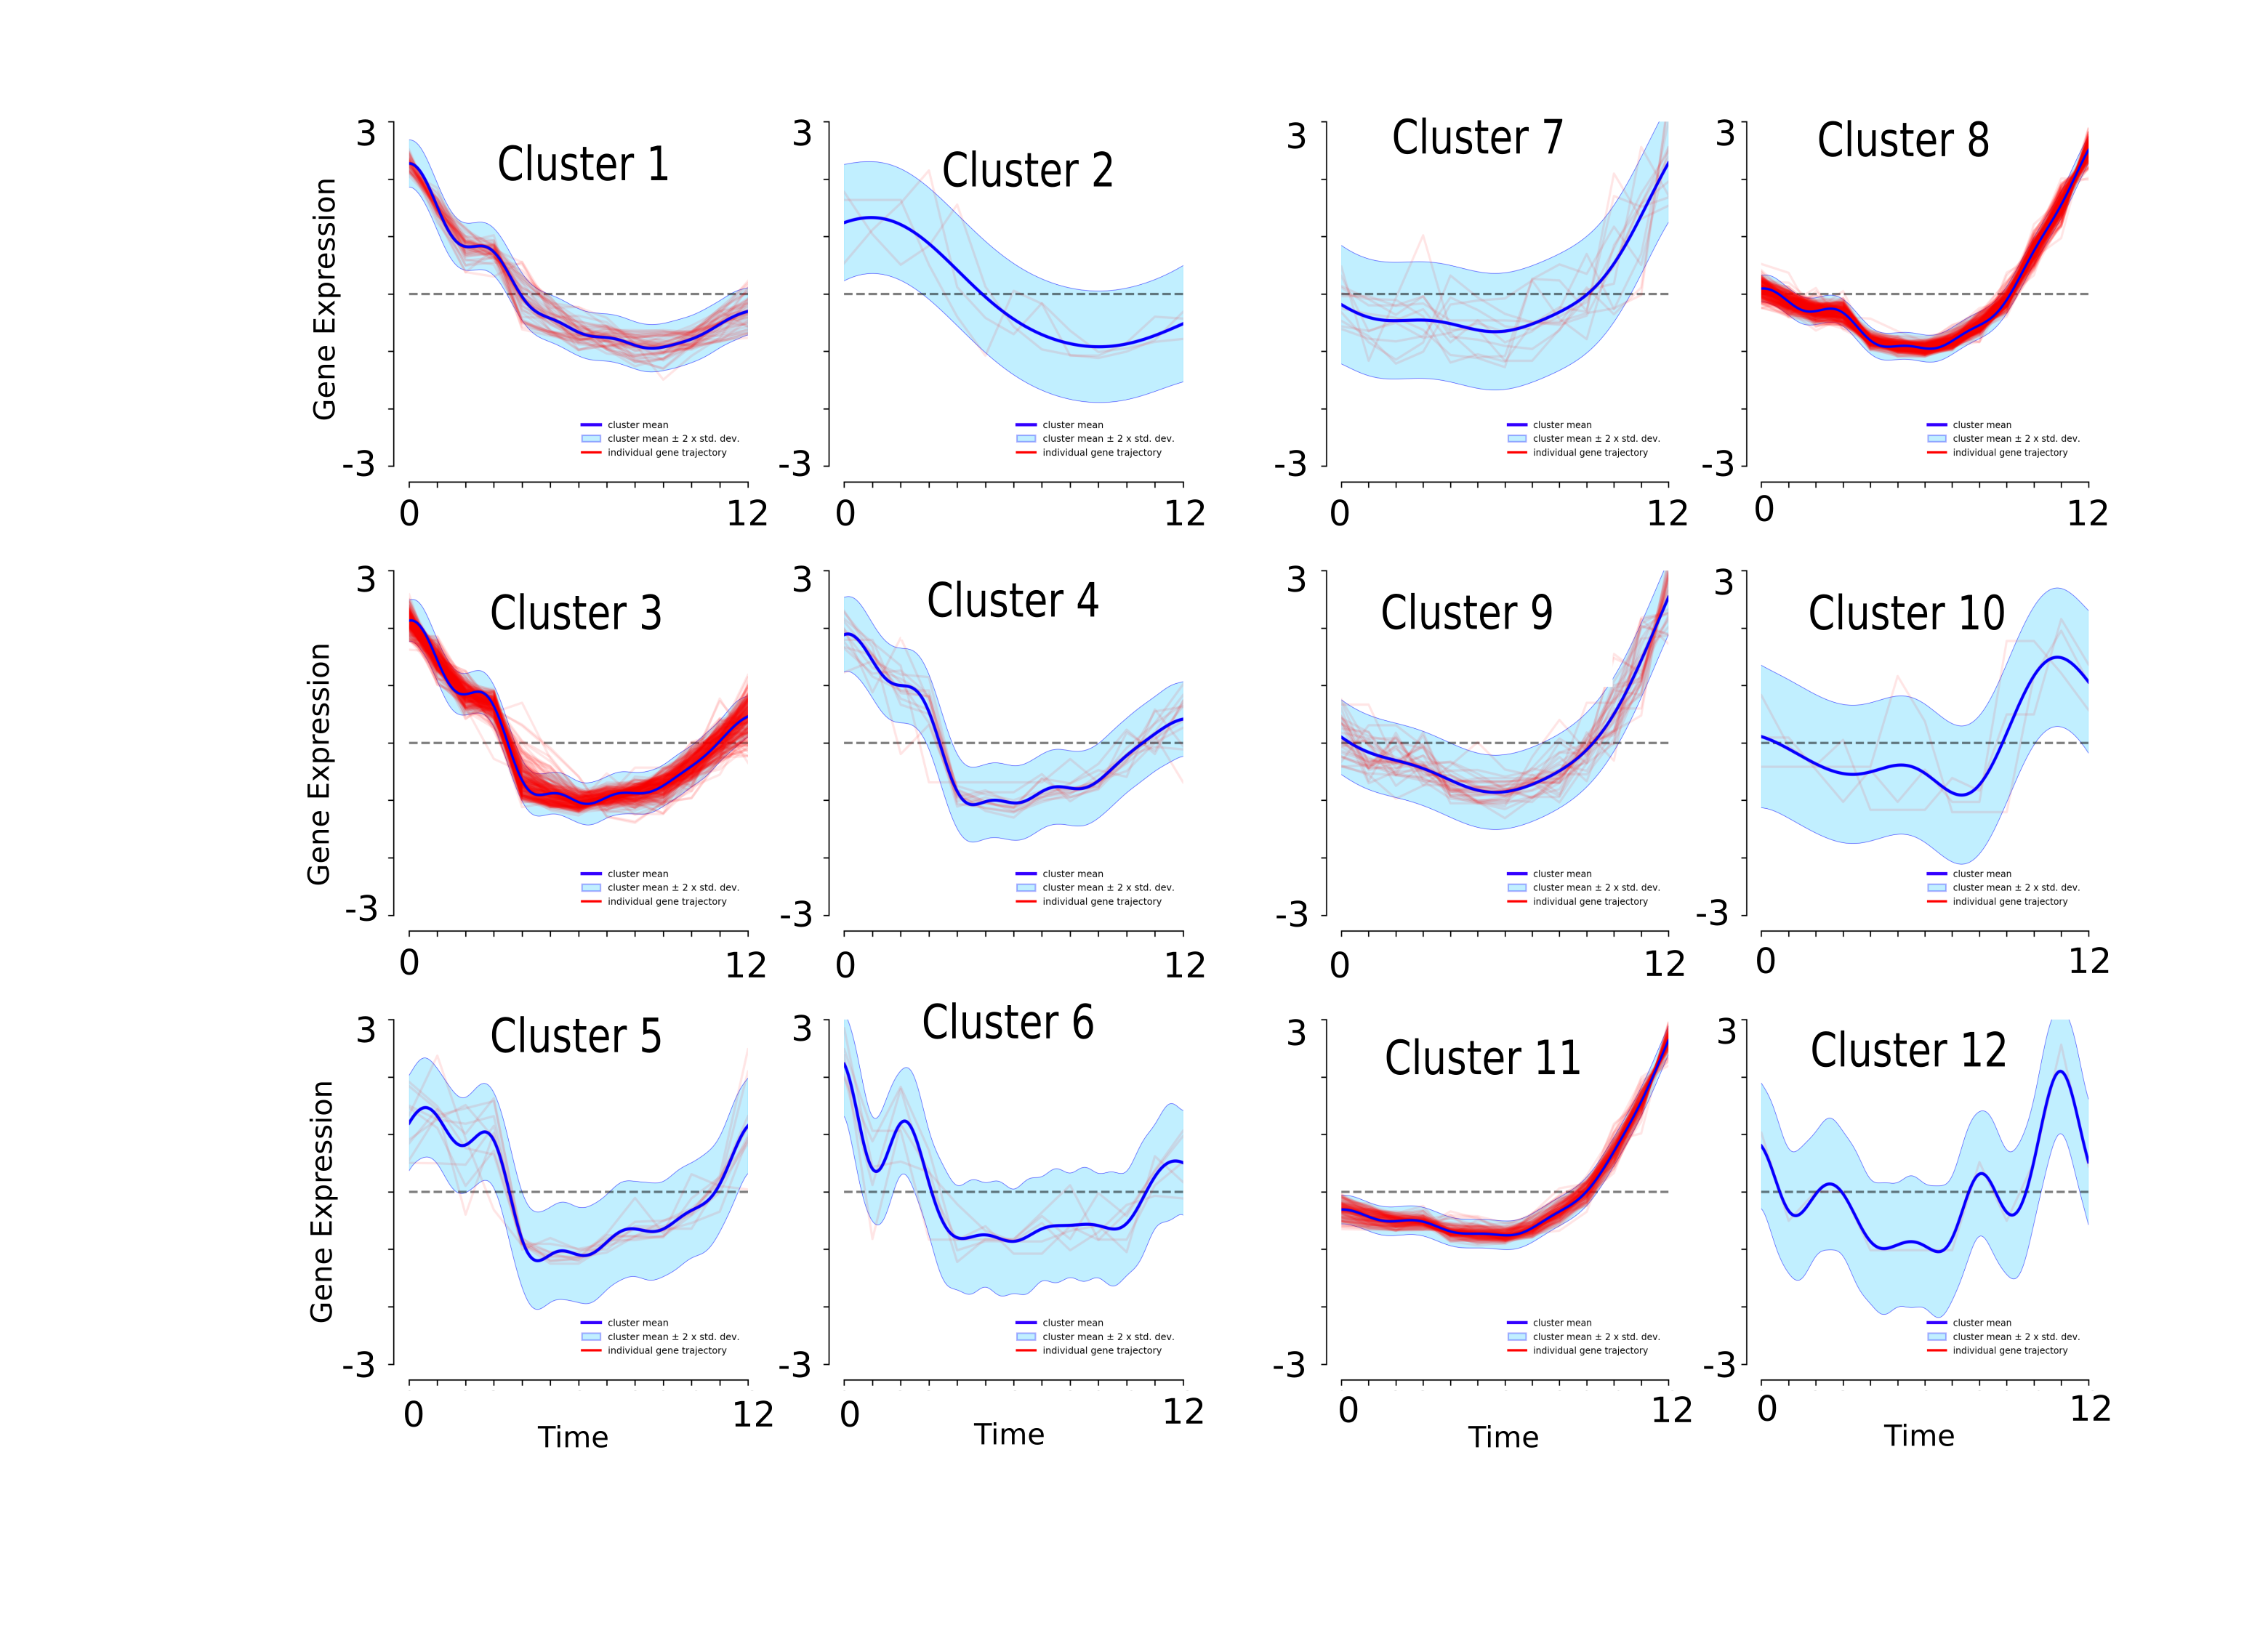 3
Cluster 1
Gene Expression
cluster mean
cluster mean ± 2 x std. dev.
individual gene trajectory
-3
0
12
3
Cluster 2
cluster mean
cluster mean ± 2 x std. dev.
individual gene trajectory
-3
0
12
3
Cluster 7
cluster mean
cluster mean ± 2 x std. dev.
individual gene trajectory
-3
0
12
3
Cluster 8
cluster mean
cluster mean ± 2 x std. dev.
individual gene trajectory
-3
0
12
3
Cluster 3
Gene Expression
cluster mean
cluster mean ± 2 x std. dev.
individual gene trajectory
-3
0
12
3
Cluster 4
cluster mean
cluster mean ± 2 x std. dev.
individual gene trajectory
-3
0
12
3
Cluster 9
cluster mean
cluster mean ± 2 x std. dev.
individual gene trajectory
-3
0
12
3
Cluster 10
cluster mean
cluster mean ± 2 x std. dev.
individual gene trajectory
-3
0
12
3
Cluster 5
Gene Expression
cluster mean
cluster mean ± 2 x std. dev.
individual gene trajectory
-3
0
12
Time
3
Cluster 6
cluster mean
cluster mean ± 2 x std. dev.
individual gene trajectory
-3
0
12
Time
3
Cluster 11
cluster mean
cluster mean ± 2 x std. dev.
individual gene trajectory
-3
0
12
Time
3
Cluster 12
cluster mean
cluster mean ± 2 x std. dev.
individual gene trajectory
-3
0
12
Time